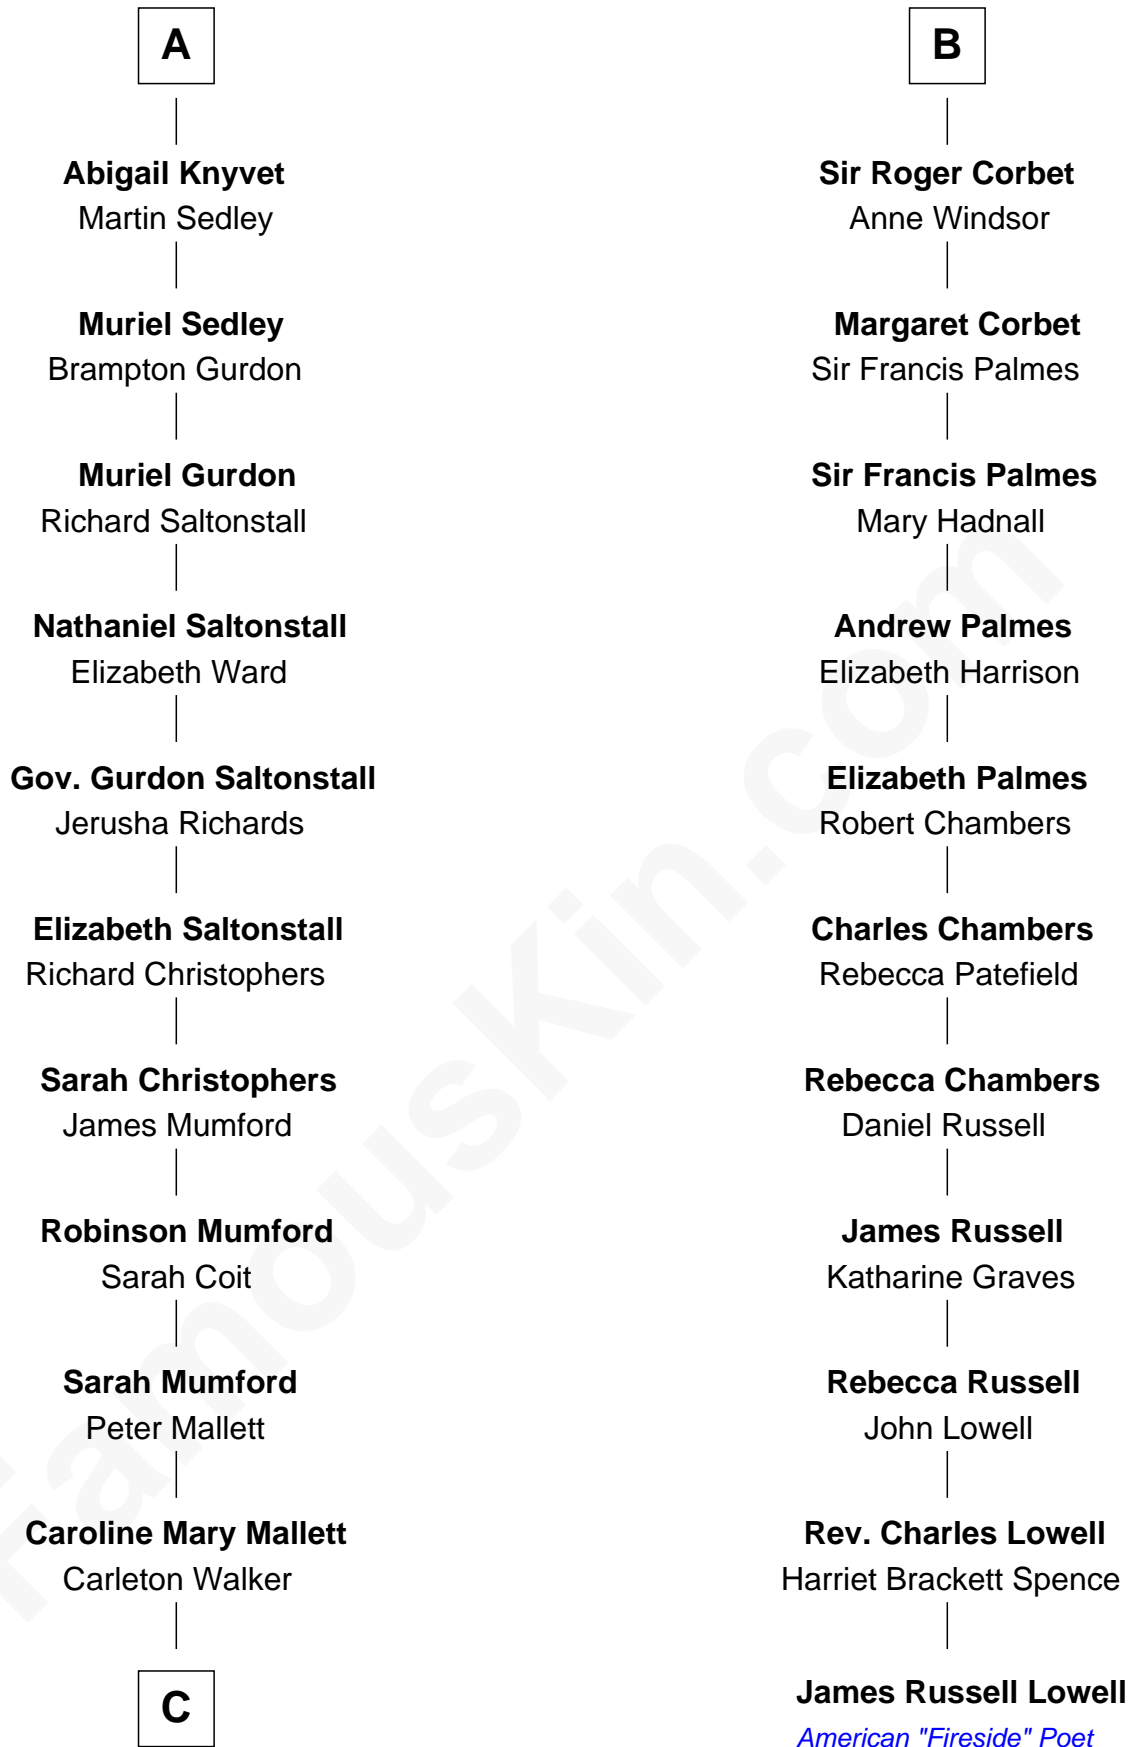 A
Abigail Knyvet
Martin Sedley
Muriel Sedley
Brampton Gurdon
Muriel Gurdon
Richard Saltonstall
Nathaniel Saltonstall
Elizabeth Ward
Gov. Gurdon Saltonstall
Jerusha Richards
Elizabeth Saltonstall
Richard Christophers
Sarah Christophers
James Mumford
Robinson Mumford
Sarah Coit
Sarah Mumford
Peter Mallett
Caroline Mary Mallett
Carleton Walker
C
B
Sir Roger Corbet
Anne Windsor
Margaret Corbet
Sir Francis Palmes
Sir Francis Palmes
Mary Hadnall
Andrew Palmes
Elizabeth Harrison
Elizabeth Palmes
Robert Chambers
Charles Chambers
Rebecca Patefield
Rebecca Chambers
Daniel Russell
James Russell
Katharine Graves
Rebecca Russell
John Lowell
Rev. Charles Lowell
Harriet Brackett Spence
James Russell Lowell
American "Fireside" Poet
FamousKin.com